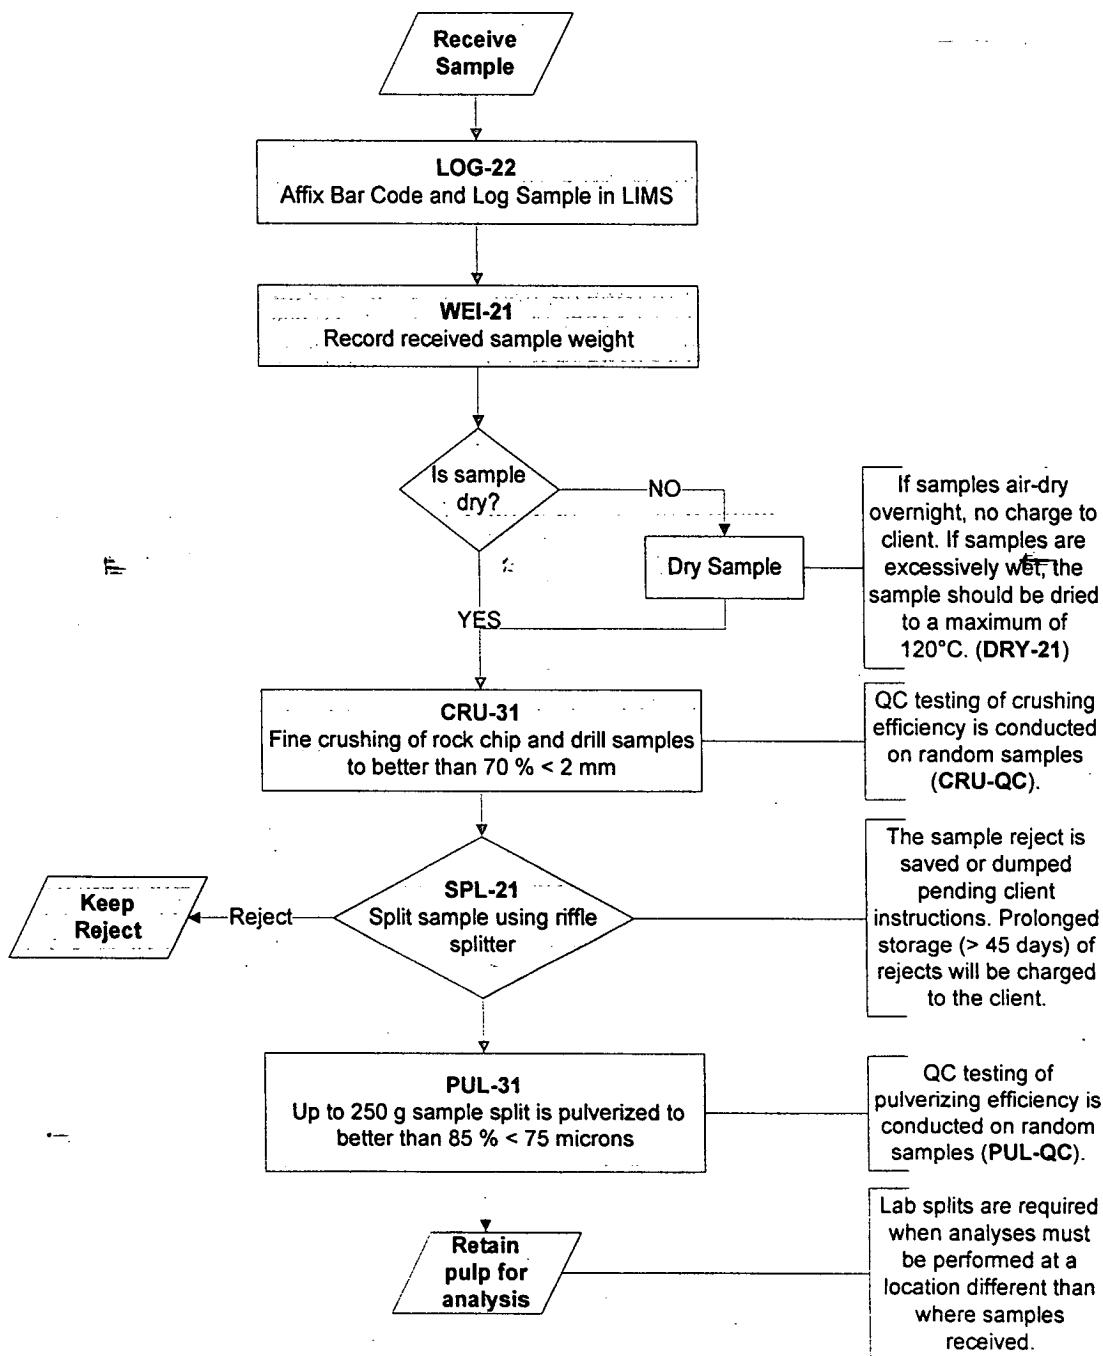 Receive
Sample
LOG-22
Affix Bar Code and Log Sample in LIMS
WEI-21
Record received sample weight
Is sample
dry?
NO
Dry Sample
If samples air-dry
overnight, no charge to
client. If samples are
excessively wet, the
sample should be dried
to a maximum of
120°C. (DRY-21)
YES
CRU-31
Fine crushing of rock chip and drill samples
to better than 70 % < 2 mm
QC testing of crushing
efficiency is conducted
on random samples
(CRU-QC).
SPL-21
Split sample using riffle
splitter
Reject
Keep
Reject
The sample reject is
saved or dumped
pending client
instructions. Prolonged
storage (> 45 days) of
rejects will be charged
to the client.
PUL-31
Up to 250 g sample split is pulverized to
better than 85 % < 75 microns
QC testing of
pulverizing efficiency is
conducted on random
samples (PUL-QC).
Retain
pulp for
analysis
Lab splits are required
when analyses must
be performed at a
location different than
where samples
received.